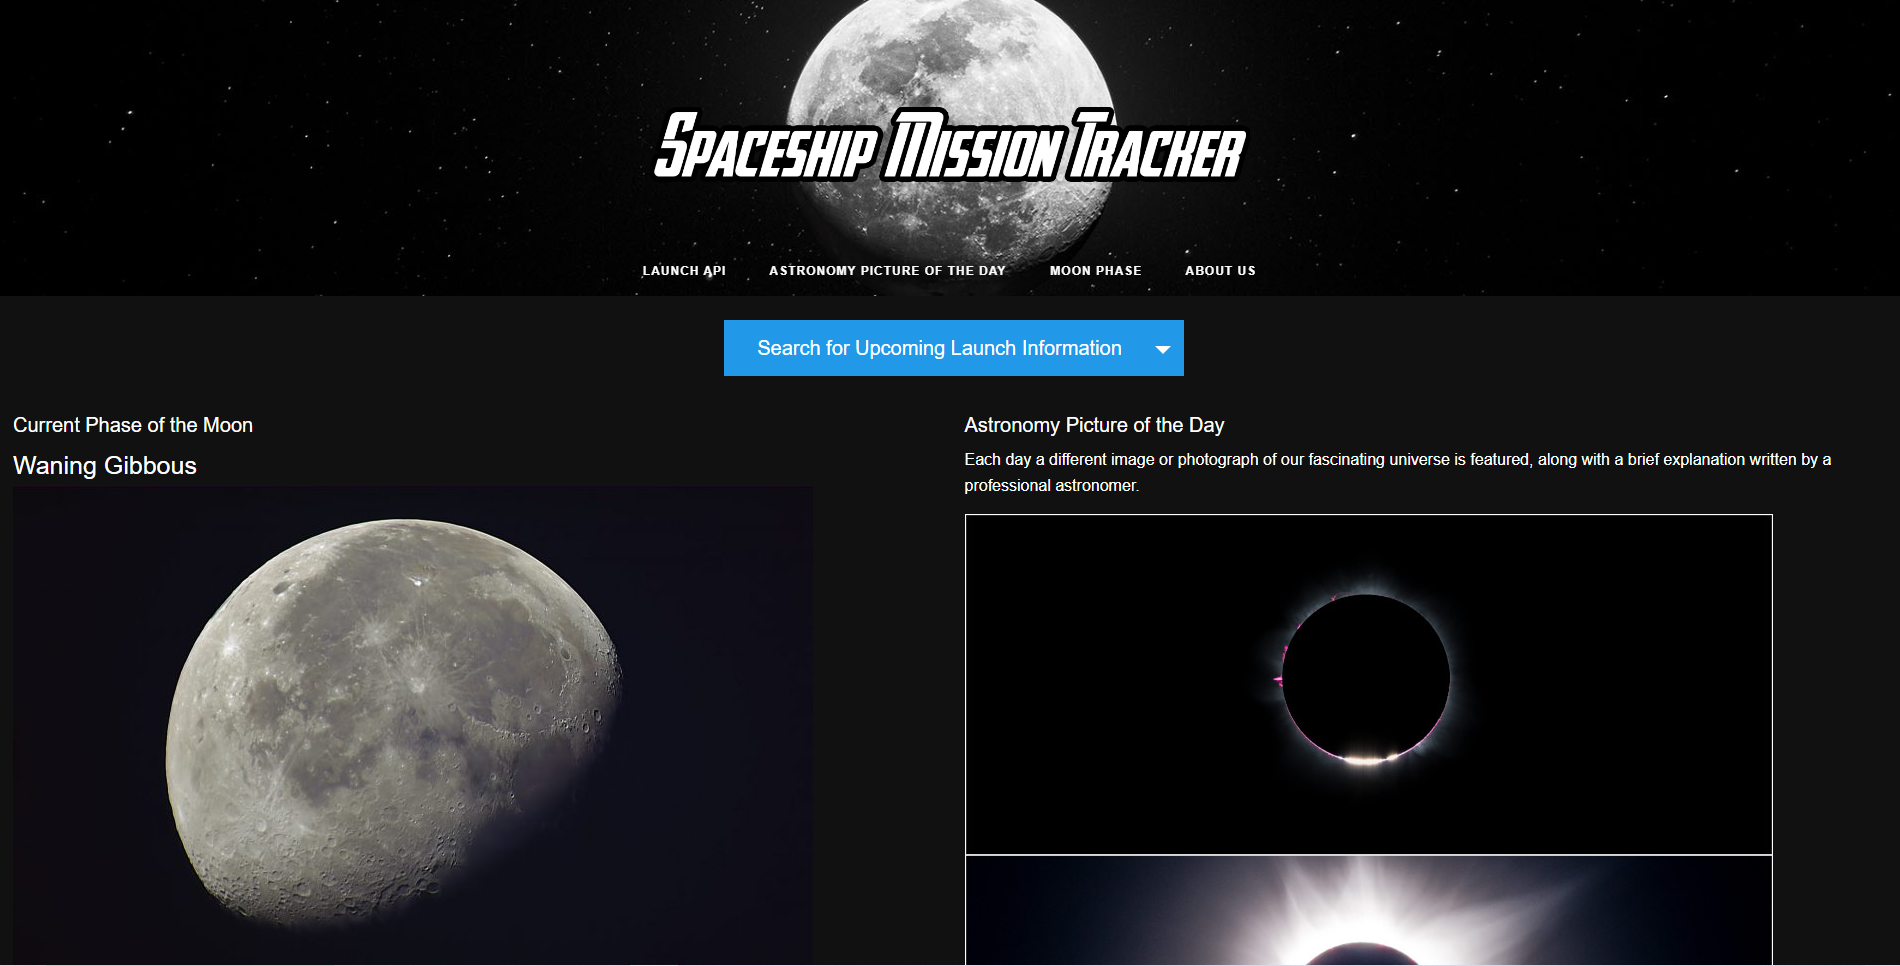 Spaceship Mission Tracker
LAUNCH API
ASTRONOMY PICTURE OF THE DAY
MOON PHASE
ABOUT US
Search for Upcoming Launch Information
Current Phase of the Moon
Waning Gibbous
Astronomy Picture of the Day
Each day a different image or photograph of our fascinating universe is featured, along with a brief explanation written by a
professional astronomer.